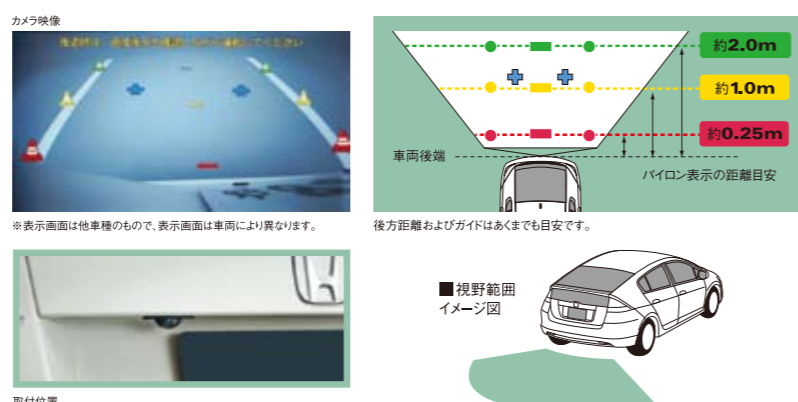 カメラ映像
約2.0m
約1.0m
約0.25m
車両後端
パイロン表示の距離目安
※表示画面は他車種のもので、表示画面は車両により異なります。
後方距離およびガイドはあくまでも目安です。
■視野範囲
イメージ図
取付位置